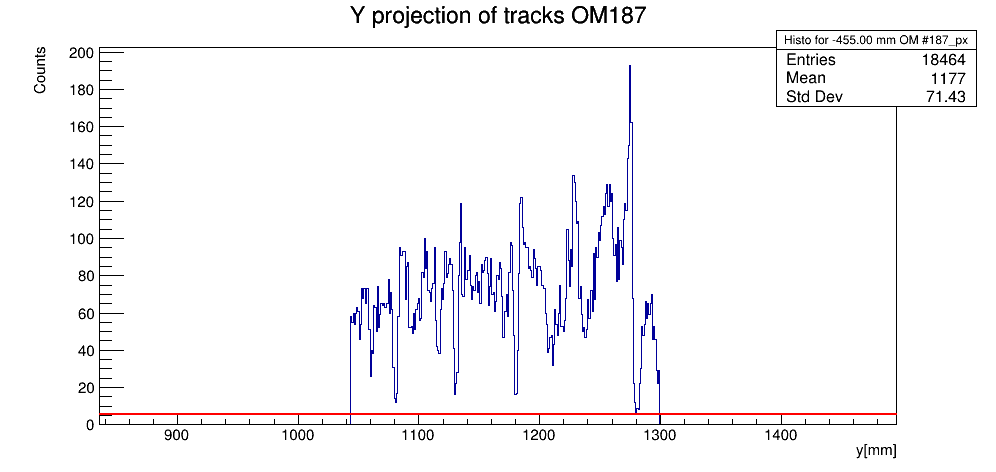 Y projection of tracks OM187
Histo for -455.00 mm OM #187_px
Entries 18464
Mean 1177
Std Dev 71.43
Counts
200
180
160
140
120
100
80
60
40
20
0
900 1000 1100 1200 1300 1400
y[mm]